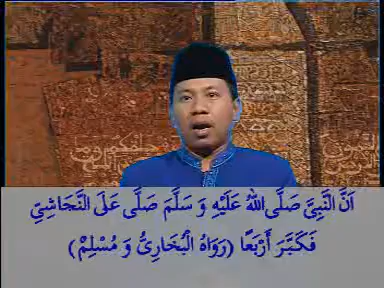 اَنَّ النَّبِيَّ صَلَّى اللهُ عَلَيْهِ وَ سَلَّمَ صَلَّى عَلَى النَّجَاشِيِّ
فَكَبَّرَ أَرْبَعًا (رَوَاهُ الْبُخَارِىُّ وَ مُسْلِمْ)